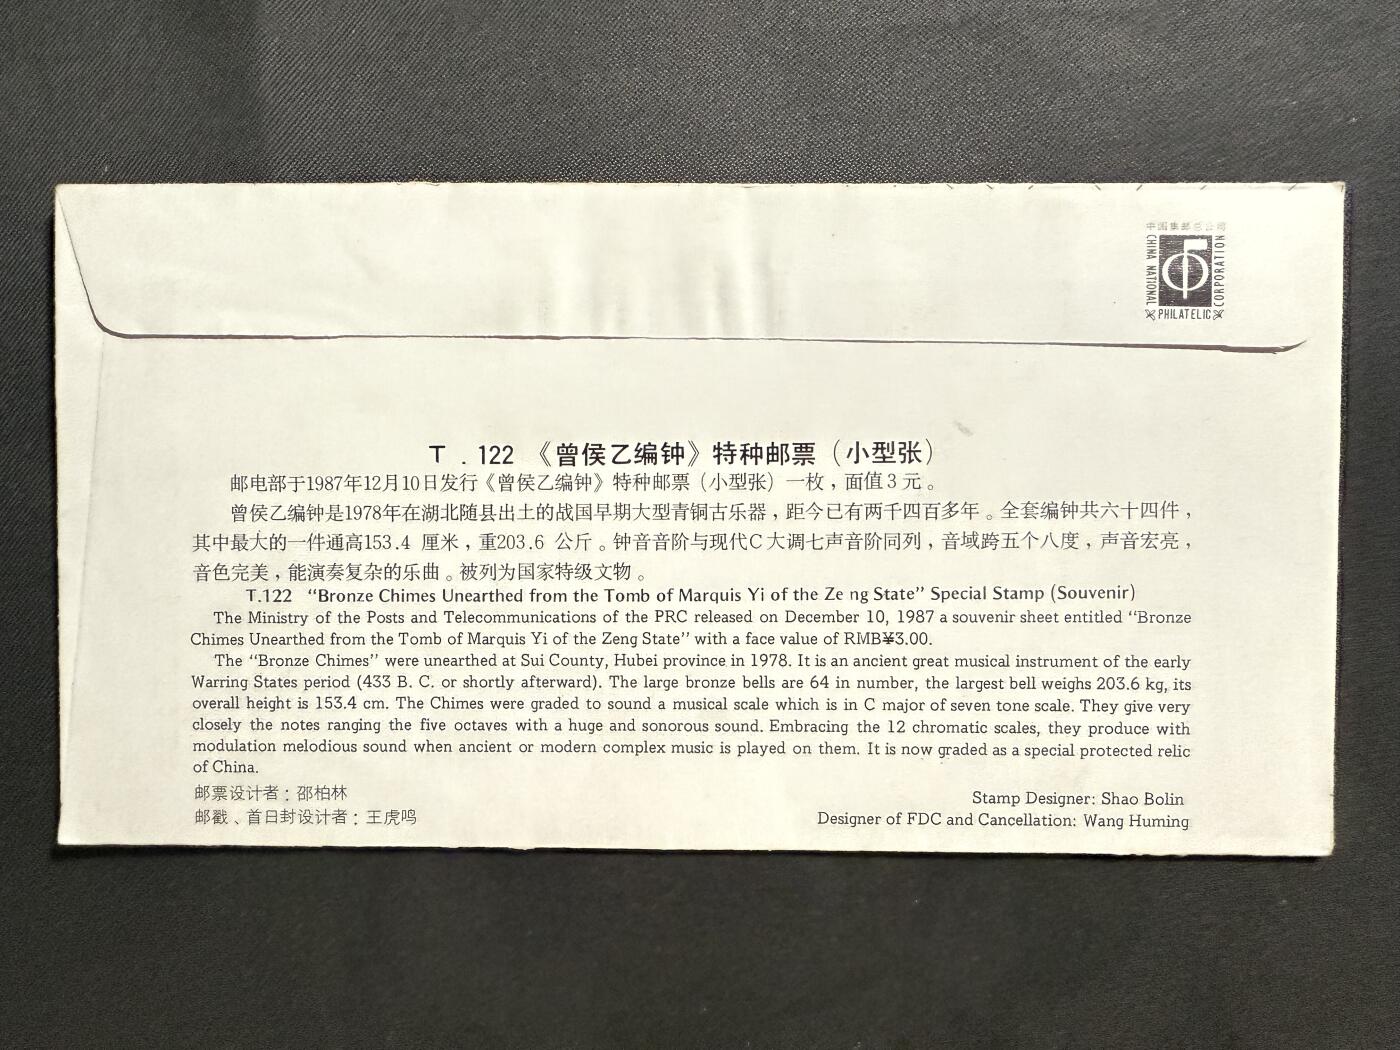 中国集邮总公司
CHINA NATIONAL
PHILATELIC
CORPORATION
T．122 《曾侯乙编钟》特种邮票（小型张）
邮电部于1987年12月10日发行《曾侯乙编钟》特种邮票（小型张）一枚，面值3元。
曾侯乙编钟是1978年在湖北随县出土的战国早期大型青铜古乐器，距今已有两千四百多年。全套编钟共六十四件，
其中最大的一件通高153.4 厘米，重203.6 公斤。钟音音阶与现代C大调七声音阶同列，音域跨五个八度，声音宏亮，
音色完美，能演奏复杂的乐曲。被列为国家特级文物。
T.122 “Bronze Chimes Unearthed from the Tomb of Marquis Yi of the Ze ng State” Special Stamp (Souvenir)
The Ministry of the Posts and Telecommunications of the PRC released on December 10, 1987 a souvenir sheet entitled “Bronze
Chimes Unearthed from the Tomb of Marquis Yi of the Zeng State” with a face value of RMB¥3.00.
The “Bronze Chimes” were unearthed at Sui County, Hubei province in 1978. It is an ancient great musical instrument of the early
Warring States period (433 B. C. or shortly afterward). The large bronze bells are 64 in number, the largest bell weighs 203.6 kg, its
overall height is 153.4 cm. The Chimes were graded to sound a musical scale which is in C major of seven tone scale. They give very
closely the notes ranging the five octaves with a huge and sonorous sound. Embracing the 12 chromatic scales, they produce with
modulation melodious sound when ancient or modern complex music is played on them. It is now graded as a special protected relic
of China.
邮票设计者：邵柏林
邮戳、首日封设计者：王虎鸣
Stamp Designer: Shao Bolin
Designer of FDC and Cancellation: Wang Huming